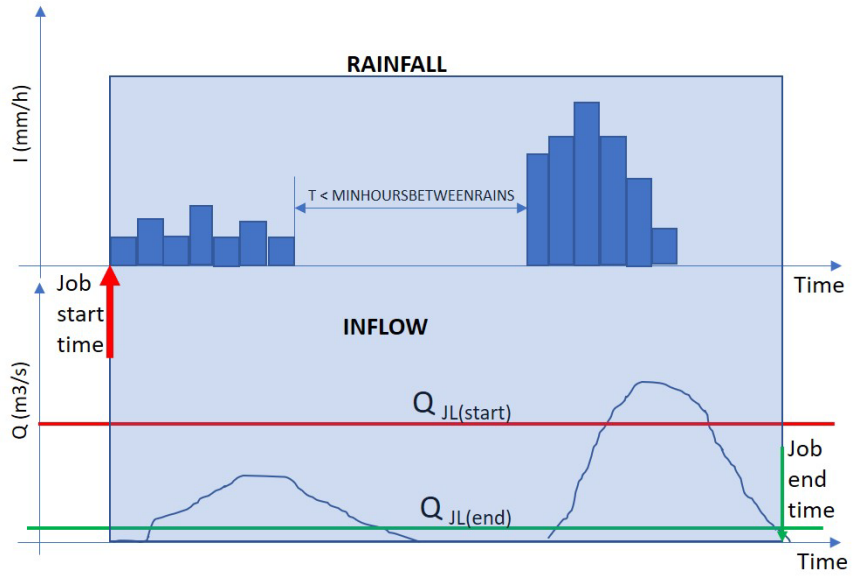 RAINFALL
I (mm/h)
T < MINHOURSBETWEENRAINS
Time
Job
start
time
INFLOW
Q (m3/s)
Q JL(start)
Job
end
time
Q JL(end)
Time